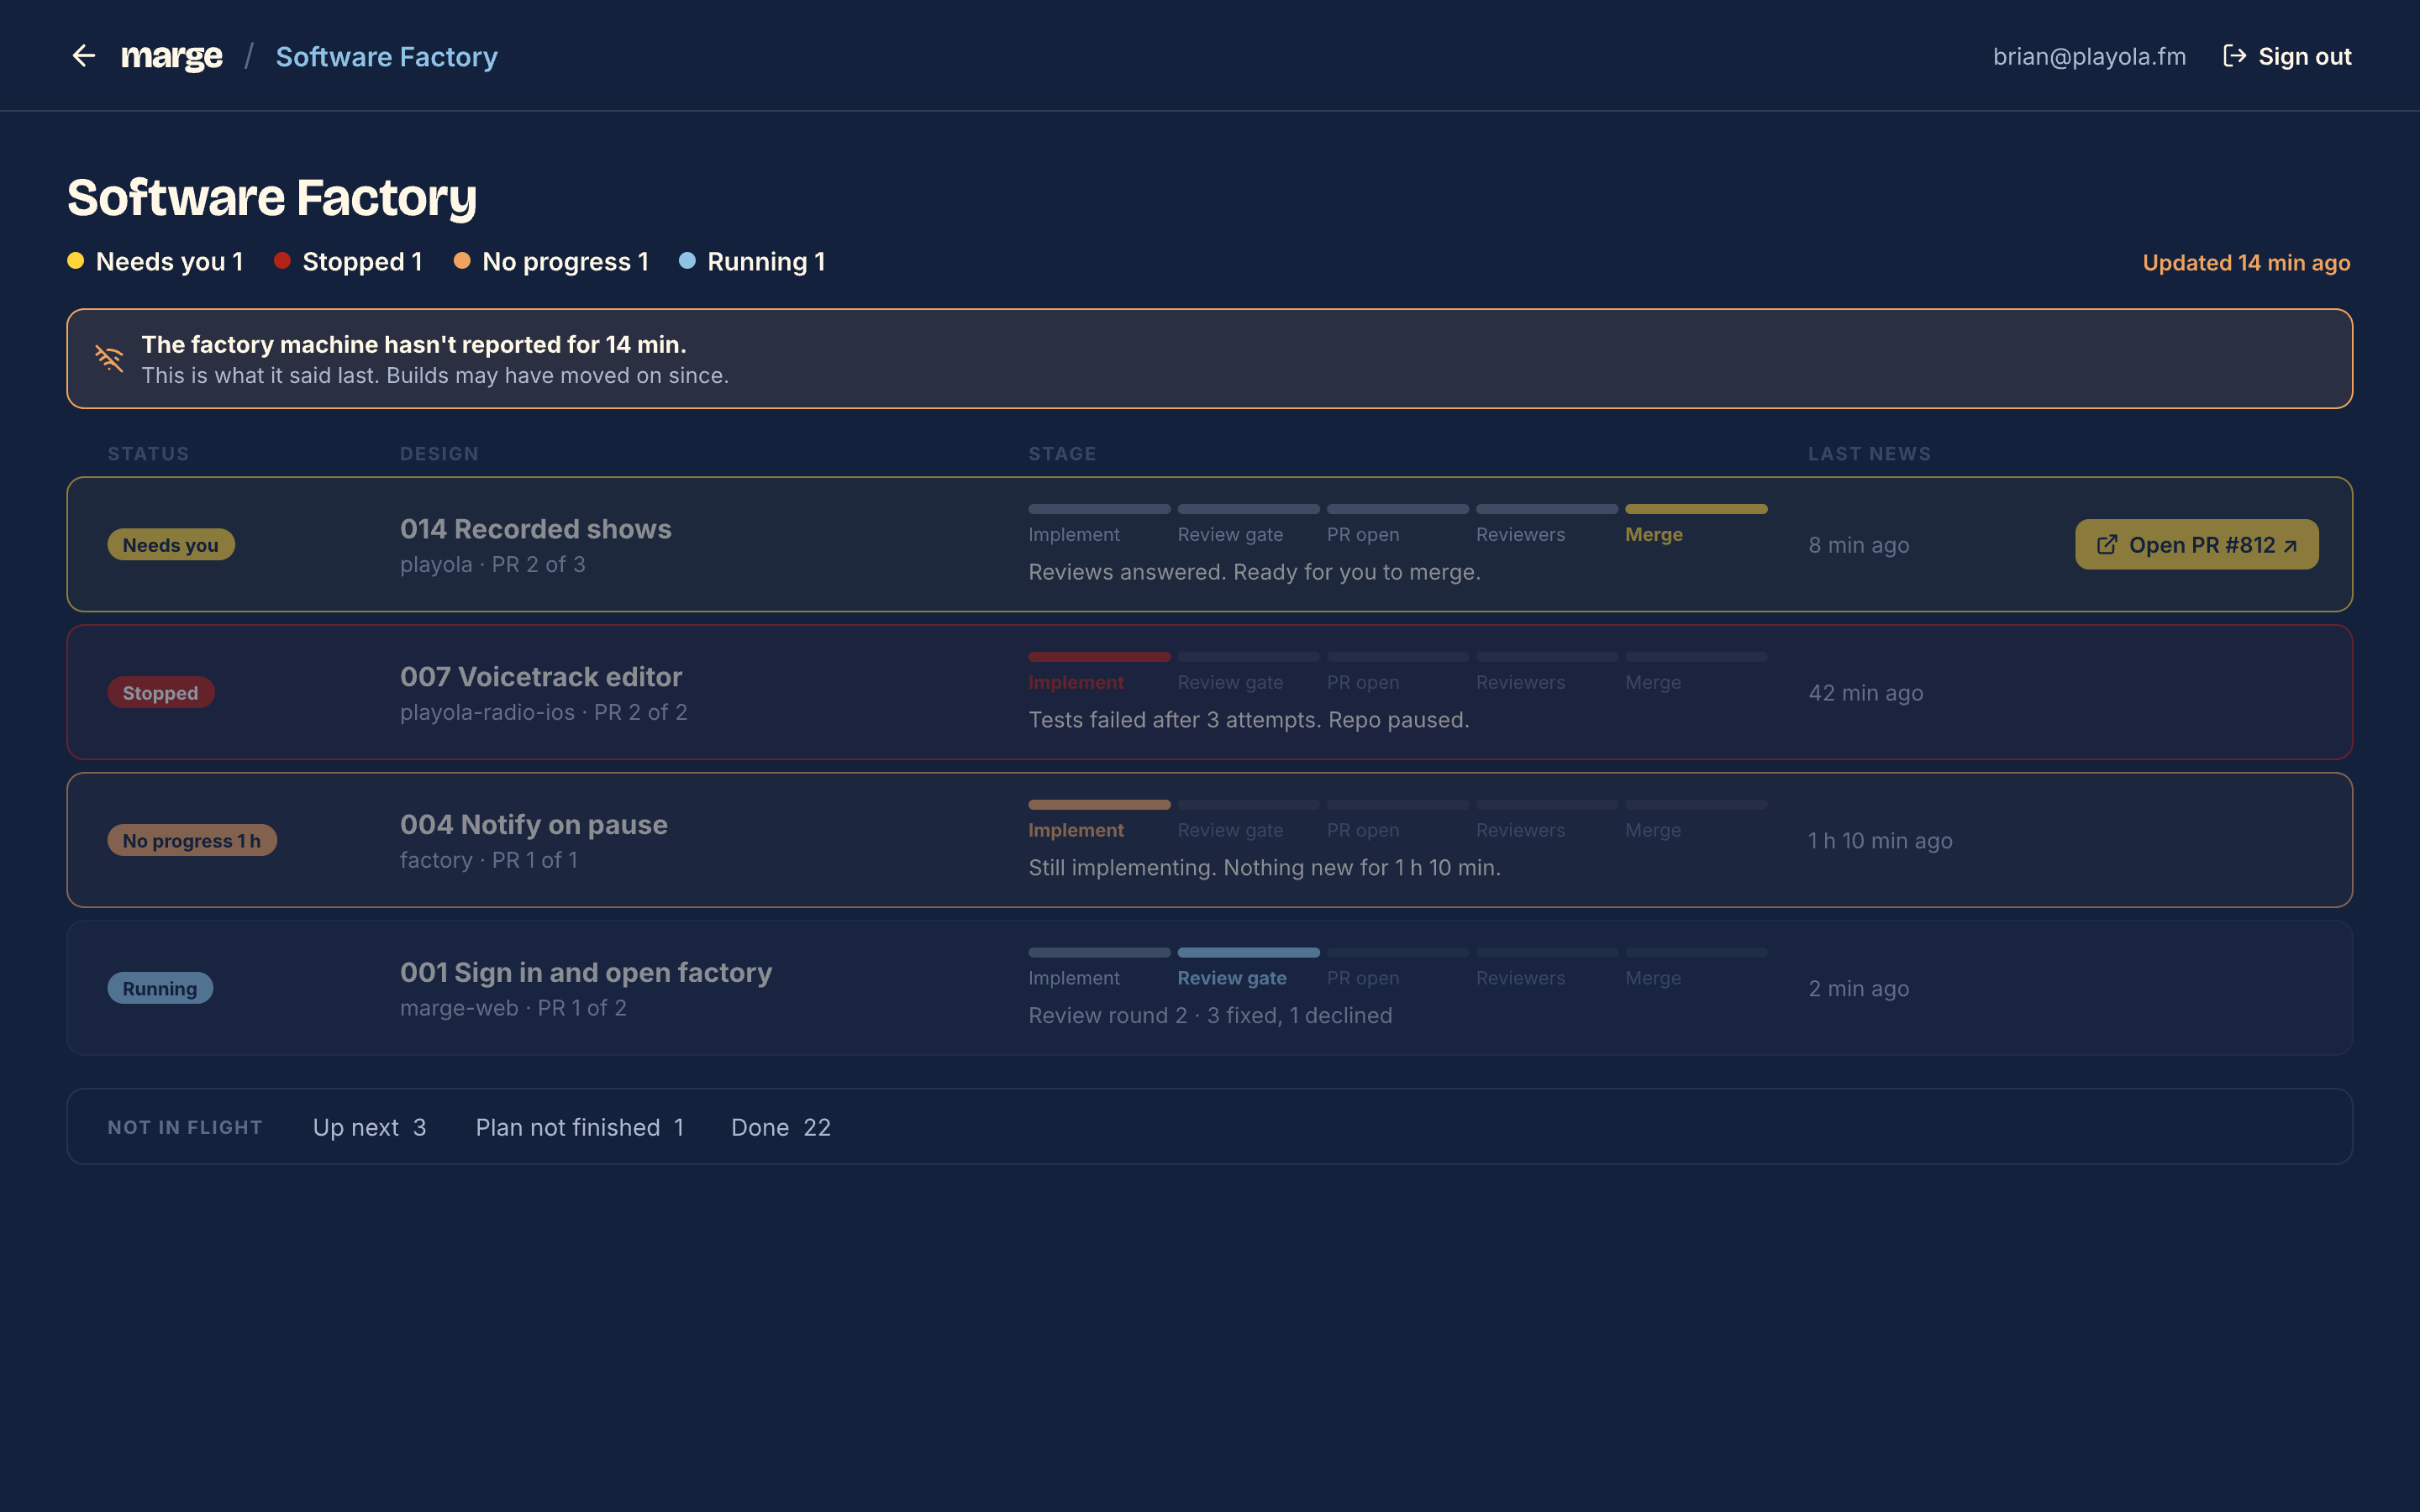 marge / Software Factory
brian@playola.fm Sign out
Software Factory
Needs you 1 Stopped 1 No progress 1 Running 1
Updated 14 min ago
The factory machine hasn't reported for 14 min.
This is what it said last. Builds may have moved on since.
STATUS DESIGN STAGE LAST NEWS
Needs you
014 Recorded shows
playola · PR 2 of 3
Implement Review gate PR open Reviewers Merge
Reviews answered. Ready for you to merge.
8 min ago
Open PR #812 ↗
Stopped
007 Voicetrack editor
playola-radio-ios · PR 2 of 2
Implement Review gate PR open Reviewers Merge
Tests failed after 3 attempts. Repo paused.
42 min ago
No progress 1 h
004 Notify on pause
factory · PR 1 of 1
Implement Review gate PR open Reviewers Merge
Still implementing. Nothing new for 1 h 10 min.
1 h 10 min ago
Running
001 Sign in and open factory
marge-web · PR 1 of 2
Implement Review gate PR open Reviewers Merge
Review round 2 · 3 fixed, 1 declined
2 min ago
NOT IN FLIGHT Up next 3 Plan not finished 1 Done 22